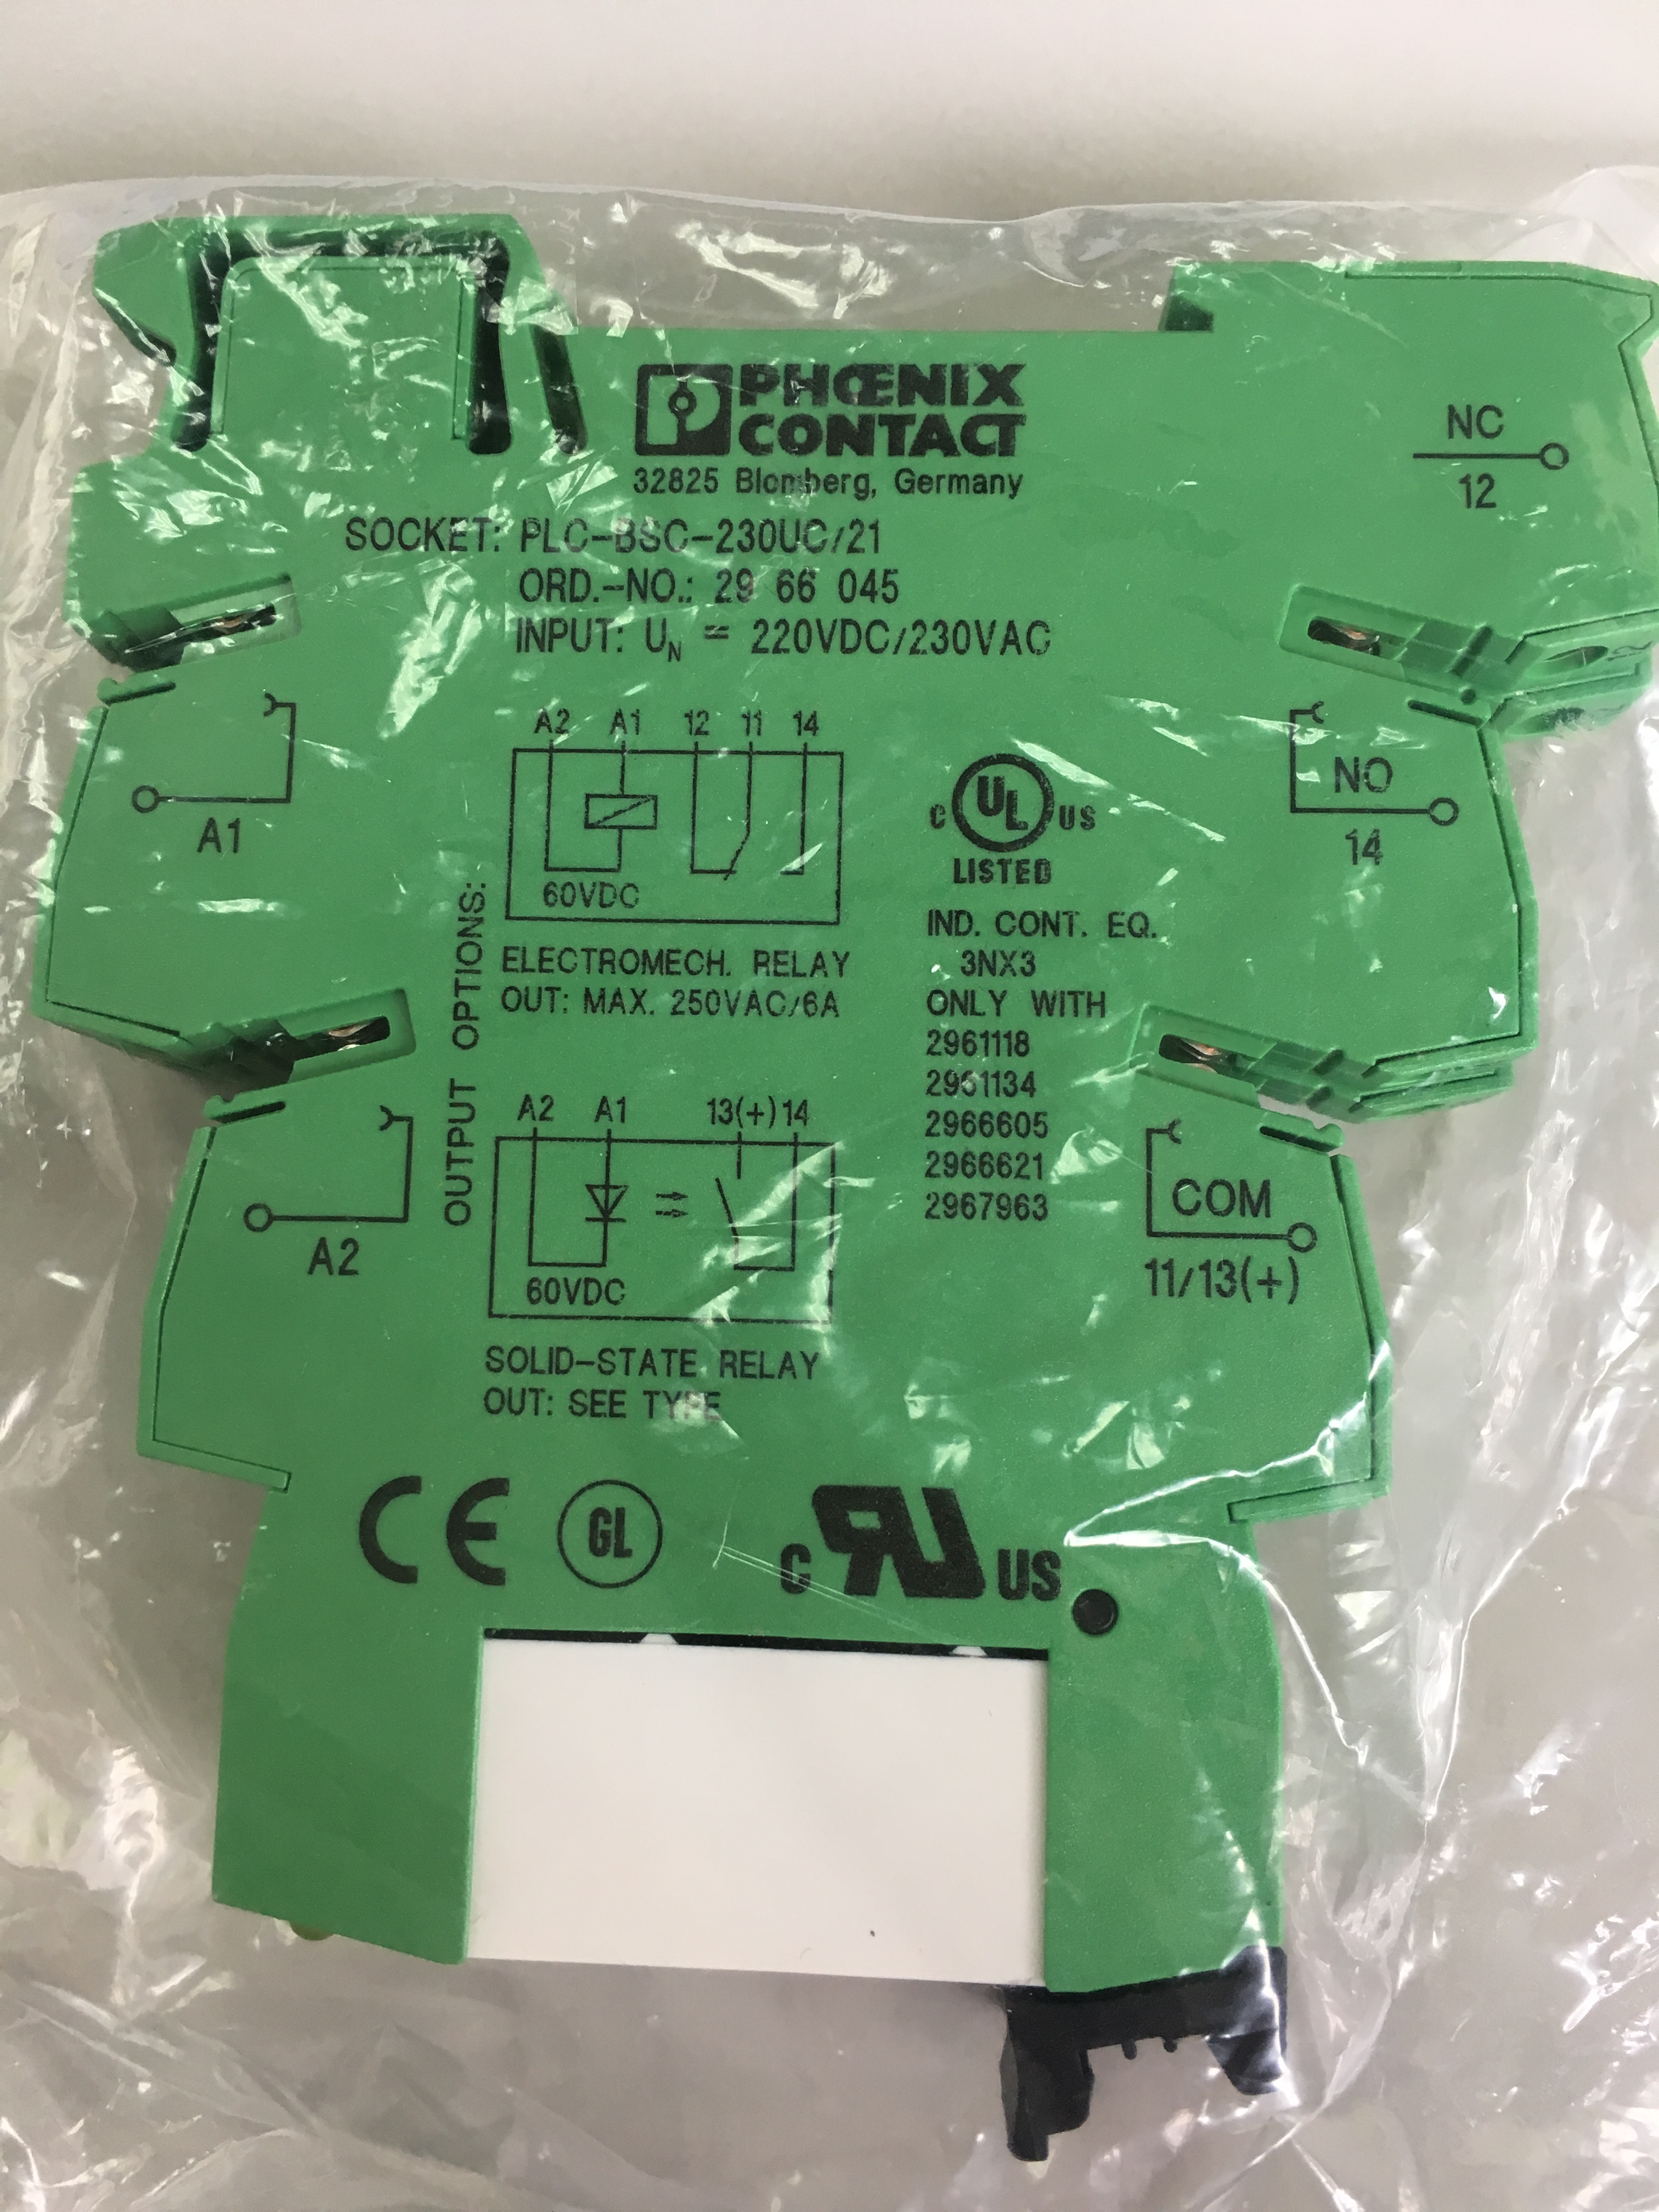 PHŒNIX
CONTACT
32825 Blomberg, Germany
SOCKET: PLC-BSC-230UC/21
ORD.-NO.: 29 66 045
INPUT: UN ≂ 220VDC/230VAC
NC
12
A1
NO
14
A2
COM
11/13(+)
OUTPUT OPTIONS:
A2 A1 12 11 14
60VDC
ELECTROMECH. RELAY
OUT: MAX. 250VAC/6A
A2 A1 13(+) 14
60VDC
SOLID-STATE RELAY
OUT: SEE TYPE
C UL US
LISTED
IND. CONT. EQ.
3NX3
ONLY WITH
2961118
2961134
2966605
2966621
2967963
CE GL C RU US
12